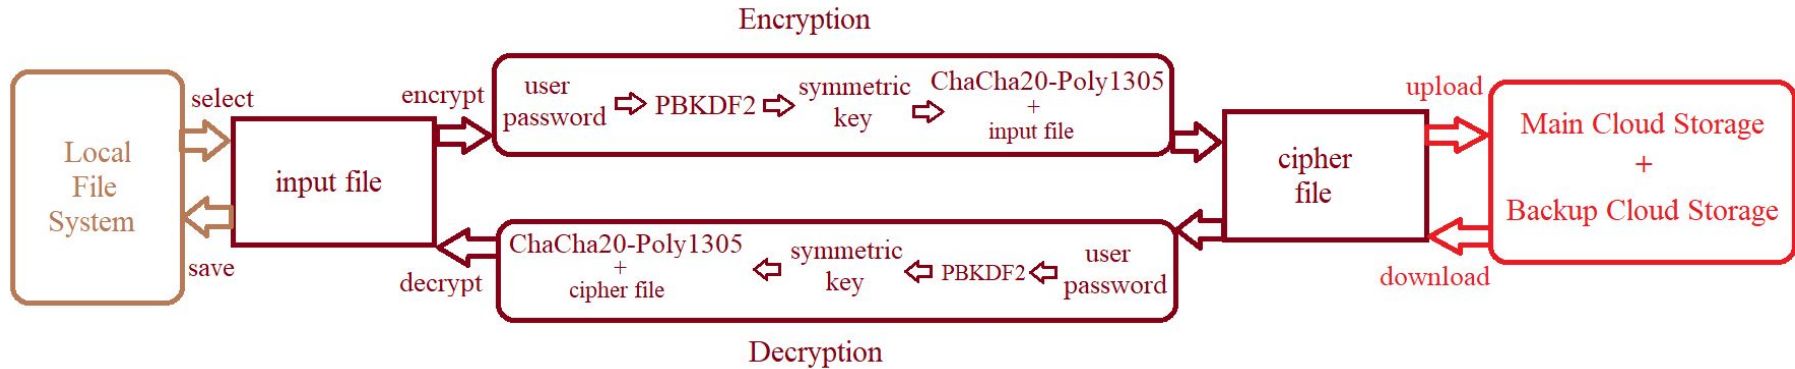 Encryption
Local
File
System
select
save
input file
encrypt
decrypt
user
password
PBKDF2
symmetric
key
ChaCha20-Poly1305
+
input file
ChaCha20-Poly1305
+
cipher file
symmetric
key
PBKDF2
user
password
Decryption
cipher
file
upload
download
Main Cloud Storage
+
Backup Cloud Storage